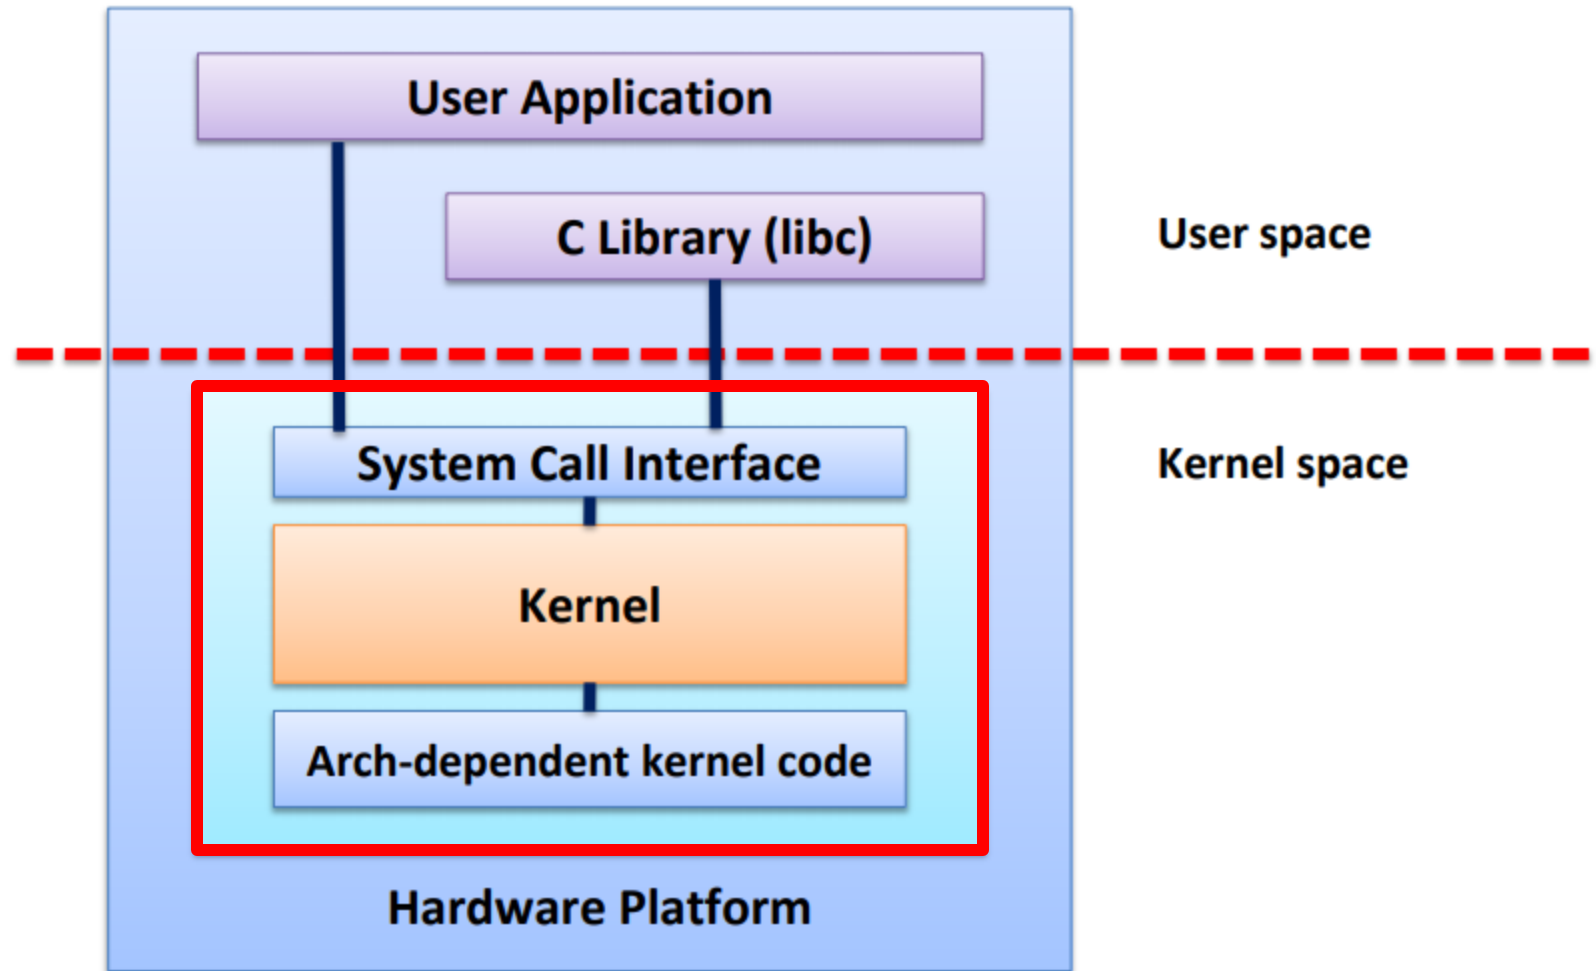 User Application
C Library (libc)
User space
System Call Interface
Kernel space
Kernel
Arch-dependent kernel code
Hardware Platform